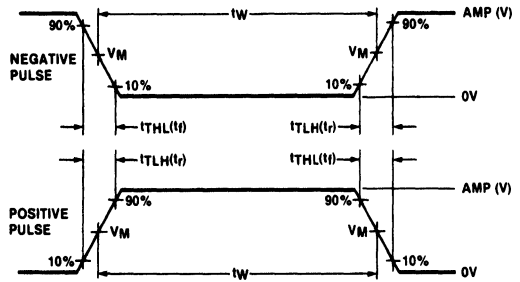 tW
AMP (V)
90%
90%
NEGATIVE
PULSE
VM
VM
10%
10%
0V
tTHL(tf)
tTLH(tr)
tTLH(tr)
tTHL(tf)
AMP (V)
90%
90%
POSITIVE
PULSE
VM
VM
10%
10%
tW
0V